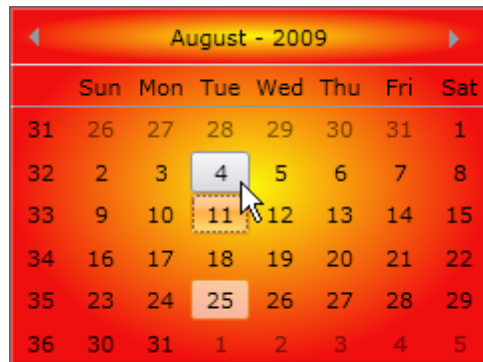 August - 2009
Sun Mon Tue Wed Thu Fri Sat
31 26 27 28 29 30 31 1
32 2 3 4 5 6 7 8
33 9 10 11 12 13 14 15
34 16 17 18 19 20 21 22
35 23 24 25 26 27 28 29
36 30 31 1 2 3 4 5